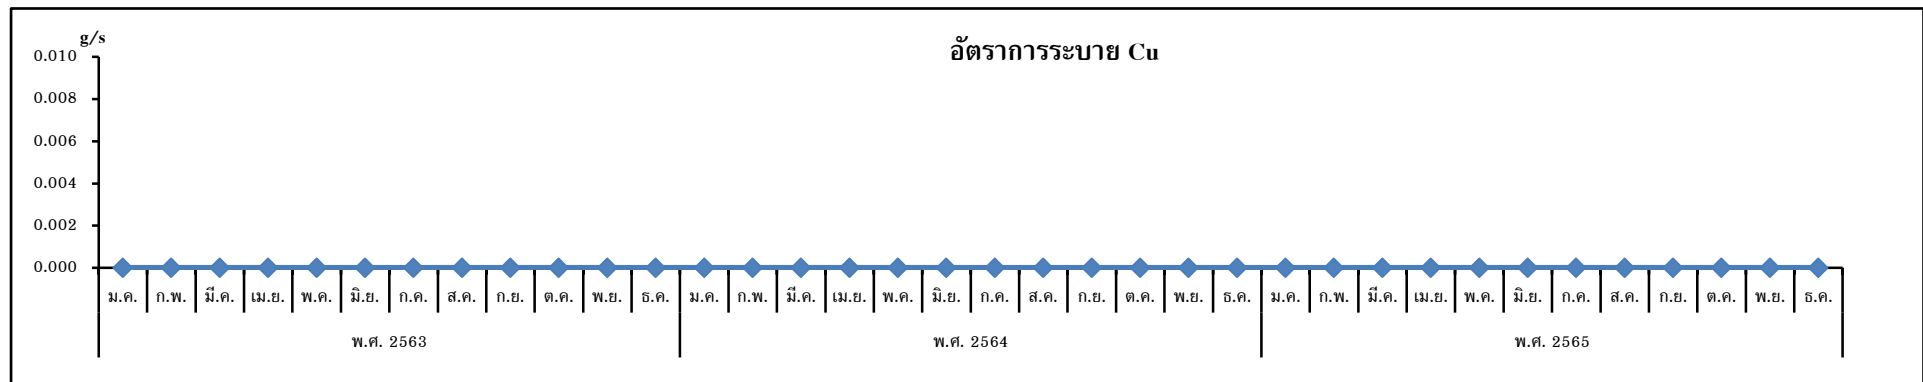 g/s
อัตราการระบาย Cu
0.010
0.008
0.006
0.004
0.002
0.000
ม.ค. ก.พ. มี.ค. เม.ย. พ.ค. มิ.ย. ก.ค. ส.ค. ก.ย. ต.ค. พ.ย. ธ.ค. ม.ค. ก.พ. มี.ค. เม.ย. พ.ค. มิ.ย. ก.ค. ส.ค. ก.ย. ต.ค. พ.ย. ธ.ค. ม.ค. ก.พ. มี.ค. เม.ย. พ.ค. มิ.ย. ก.ค. ส.ค. ก.ย. ต.ค. พ.ย. ธ.ค.
พ.ศ. 2563 พ.ศ. 2564 พ.ศ. 2565